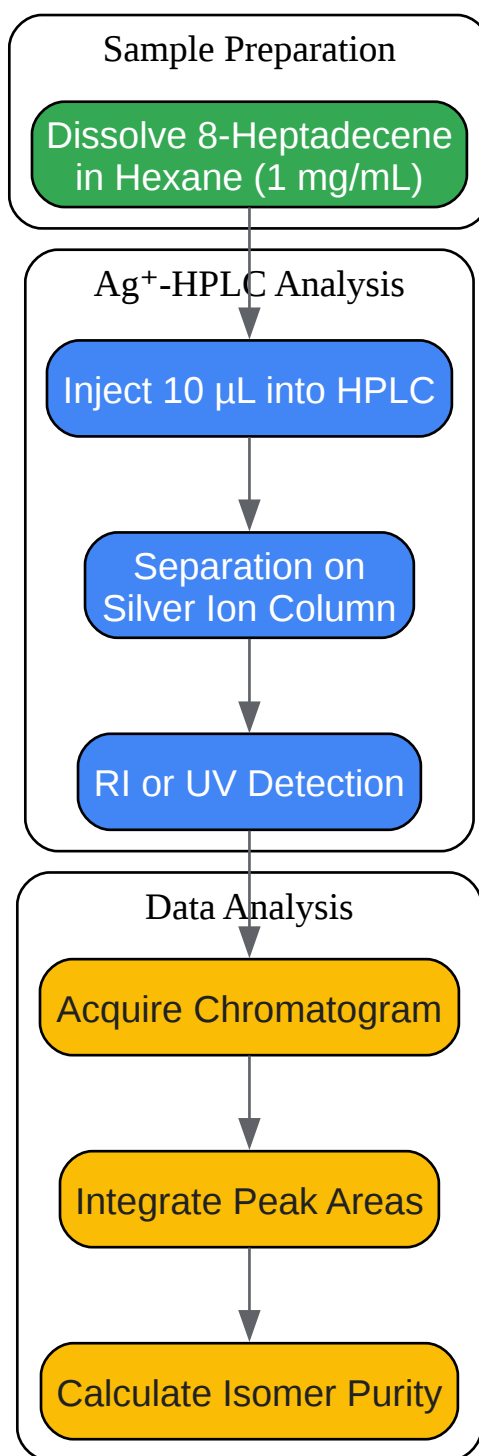 Sample Preparation
Dissolve 8-Heptadecene
in Hexane (1 mg/mL)
Ag⁺-HPLC Analysis
Inject 10 µL into HPLC
Separation on
Silver Ion Column
RI or UV Detection
Data Analysis
Acquire Chromatogram
Integrate Peak Areas
Calculate Isomer Purity